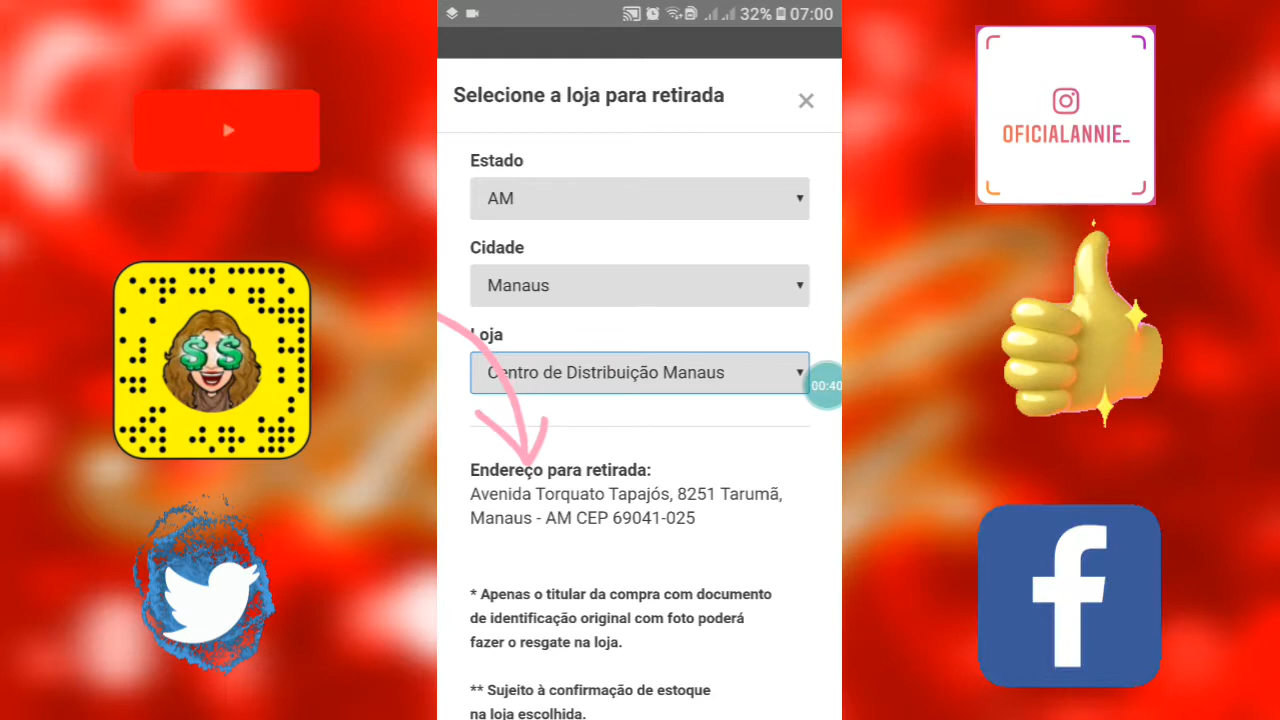 32% 07:00
Selecione a loja para retirada
Estado
AM
Cidade
Manaus
Loja
Centro de Distribuição Manaus
00:40
Endereço para retirada:
Avenida Torquato Tapajós, 8251 Tarumã,
Manaus - AM CEP 69041-025
* Apenas o titular da compra com documento
de identificação original com foto poderá
fazer o resgate na loja.
** Sujeito à confirmação de estoque
na loja escolhida.
OFICIALANNIE_